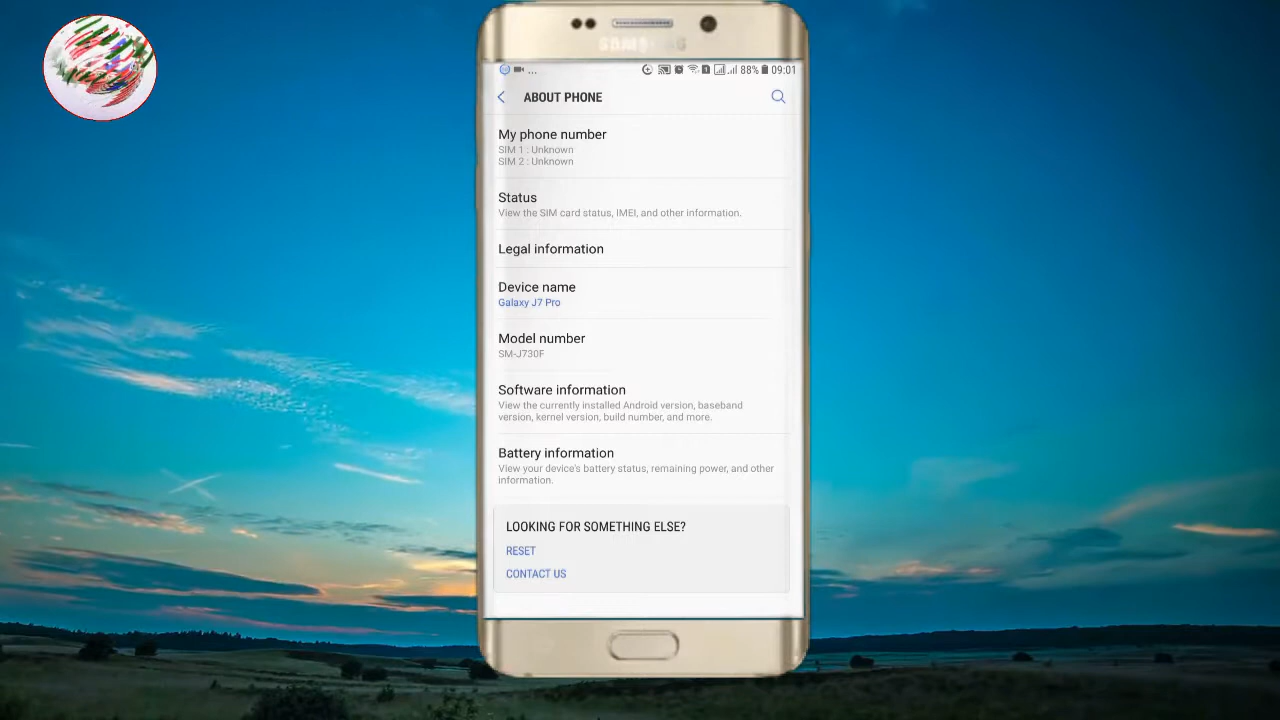 SAMSUNG
... 88% 09:01
ABOUT PHONE
My phone number
SIM 1 : Unknown
SIM 2 : Unknown
Status
View the SIM card status, IMEI, and other information.
Legal information
Device name
Galaxy J7 Pro
Model number
SM-J730F
Software information
View the currently installed Android version, baseband
version, kernel version, build number, and more.
Battery information
View your device's battery status, remaining power, and other
information.
LOOKING FOR SOMETHING ELSE?
RESET
CONTACT US